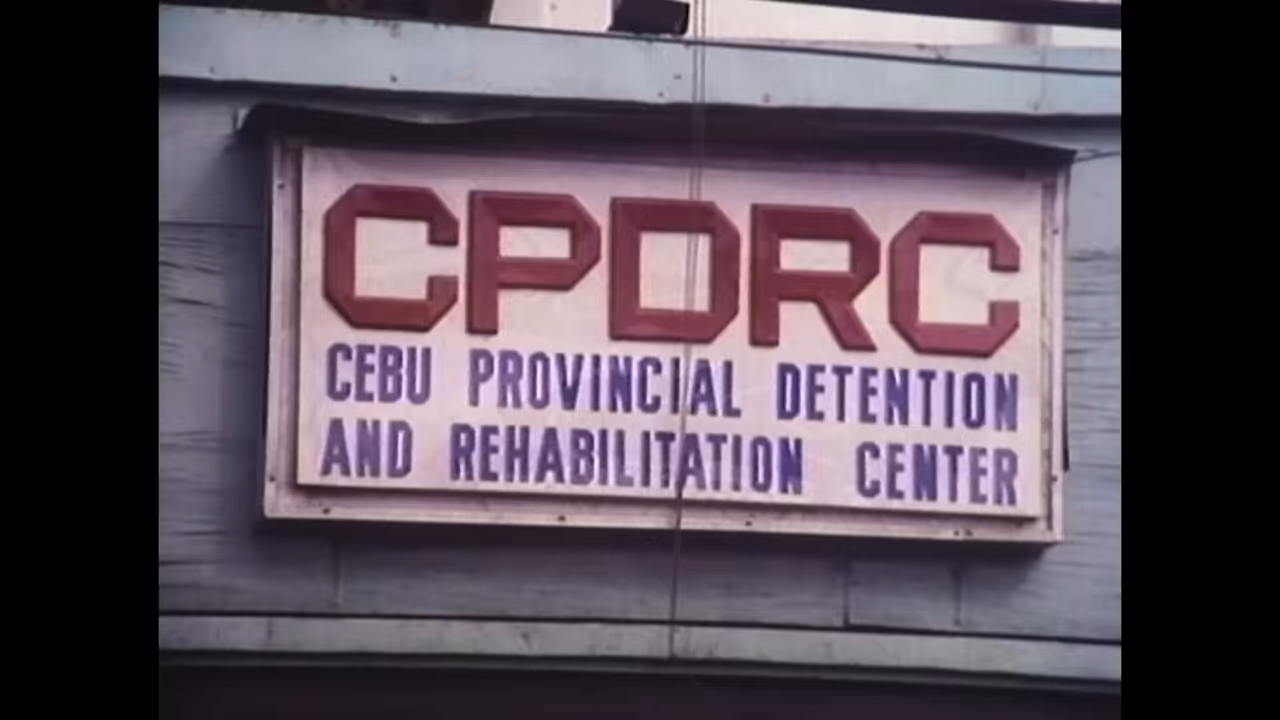 CPDRC
CEBU PROVINCIAL DETENTION
AND REHABILITATION CENTER